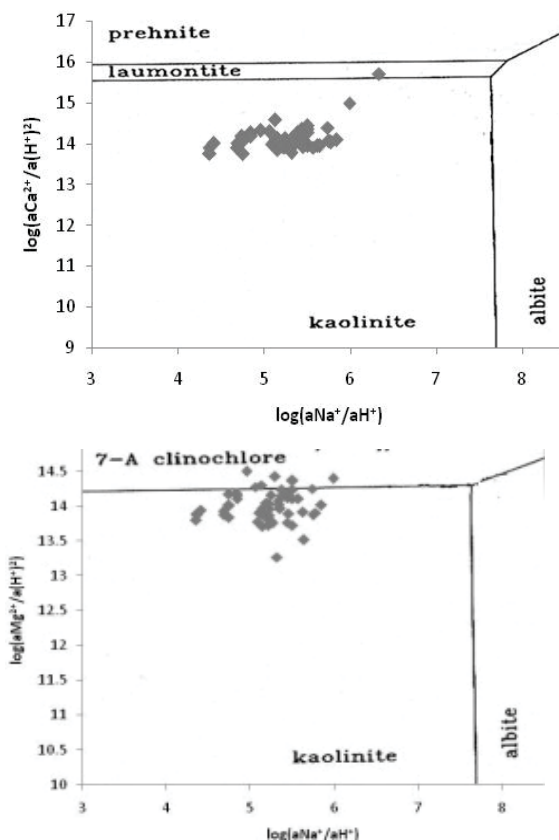 prehnite
laumontite
kaolinite
albite
log(aCa²⁺/a(H⁺)²)
16
15
14
13
12
11
10
9
3 4 5 6 7 8
log(aNa⁺/aH⁺)
7-A clinochlore
kaolinite
albite
log(aMg²⁺/a(H⁺)²)
14.5
14
13.5
13
12.5
12
11.5
11
10.5
10
3 4 5 6 7 8
log(aNa⁺/aH⁺)